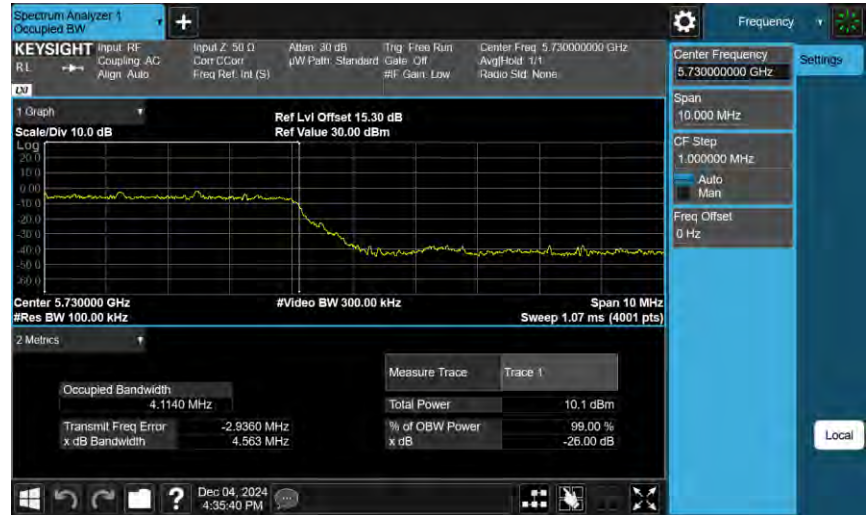 Spectrum Analyzer 1
Occupied BW
Frequency
KEYSIGHT
RL
LXI
Input: RF
Coupling: AC
Align: Auto
Input Z: 50 Ω
Corr CCorr
Freq Ref: Int (S)
Atten: 30 dB
µW Path: Standard
Trig: Free Run
Gate: Off
#IF Gain: Low
Center Freq: 5.730000000 GHz
Avg|Hold: 1/1
Radio Std: None
Center Frequency
5.730000000 GHz
Settings
Span
10.000 MHz
CF Step
1.000000 MHz
Auto
Man
Freq Offset
0 Hz
Local
1 Graph
Scale/Div 10.0 dB
Ref Lvl Offset 15.30 dB
Ref Value 30.00 dBm
Log
20.0
10.0
0.00
-10.0
-20.0
-30.0
-40.0
-50.0
-60.0
Center 5.730000 GHz
#Video BW 300.00 kHz
Span 10 MHz
#Res BW 100.00 kHz
Sweep 1.07 ms (4001 pts)
2 Metrics
Measure Trace Trace 1
Occupied Bandwidth
4.1140 MHz
Total Power 10.1 dBm
Transmit Freq Error -2.9360 MHz
% of OBW Power 99.00 %
x dB Bandwidth 4.563 MHz
x dB -26.00 dB
?
Dec 04, 2024
4:35:40 PM